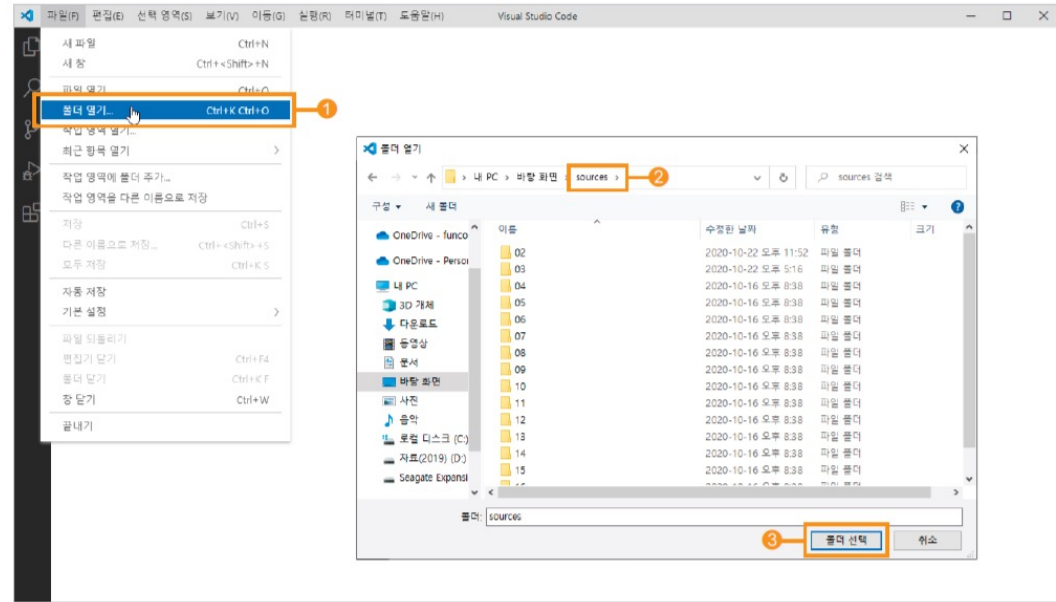 파일(F) 편집(E) 선택 영역(S) 보기(V) 이동(G) 실행(R) 터미널(T) 도움말(H) Visual Studio Code
새 파일 Ctrl+N
새 창 Ctrl+<Shift>+N
파일 열기 Ctrl+O
폴더 열기... Ctrl+K Ctrl+O
1
작업 영역 열기...
최근 항목 열기
작업 영역에 폴더 추가...
작업 영역을 다른 이름으로 저장
저장 Ctrl+S
다른 이름으로 저장... Ctrl+<Shift>+S
모두 저장 Ctrl+K S
자동 저장
기본 설정
파일 되돌리기
편집기 닫기 Ctrl+F4
폴더 닫기 Ctrl+K F
창 닫기 Ctrl+W
끝내기
폴더 열기
내 PC > 바탕 화면 > sources >
2
sources 검색
구성 새 폴더
이름 수정한 날짜 유형 크기
OneDrive - funco
OneDrive - Person
내 PC
3D 개체
다운로드
동영상
문서
바탕 화면
사진
음악
로컬 디스크 (C:)
자료(2019) (D:)
Seagate Expansi
02 2020-10-22 오후 11:52 파일 폴더
03 2020-10-22 오후 5:16 파일 폴더
04 2020-10-16 오후 8:38 파일 폴더
05 2020-10-16 오후 8:38 파일 폴더
06 2020-10-16 오후 8:38 파일 폴더
07 2020-10-16 오후 8:38 파일 폴더
08 2020-10-16 오후 8:38 파일 폴더
09 2020-10-16 오후 8:38 파일 폴더
10 2020-10-16 오후 8:38 파일 폴더
11 2020-10-16 오후 8:38 파일 폴더
12 2020-10-16 오후 8:38 파일 폴더
13 2020-10-16 오후 8:38 파일 폴더
14 2020-10-16 오후 8:38 파일 폴더
15 2020-10-16 오후 8:38 파일 폴더
폴더: sources
3
폴더 선택 취소